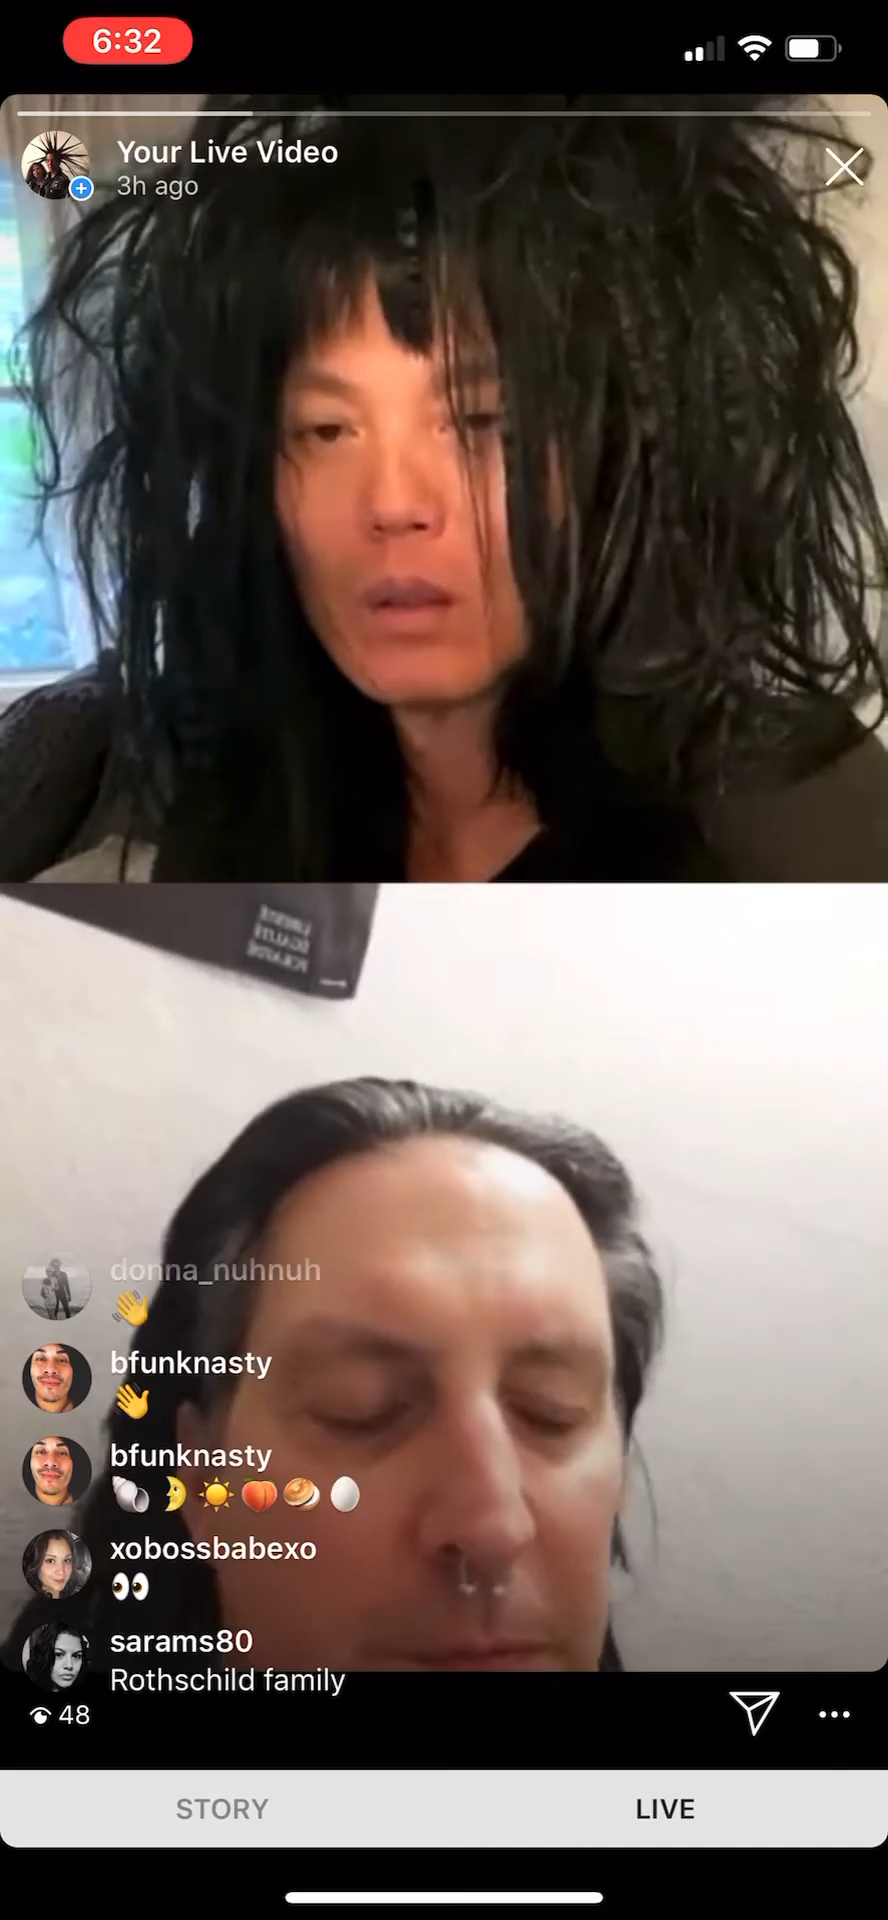 6:32
Your Live Video
3h ago
donna_nuhnuh
👋
bfunknasty
👋
bfunknasty
🐚🌛☀️🍑🥯🥚
xobossbabexo
👀
sarams80
Rothschild family
48
STORY
LIVE